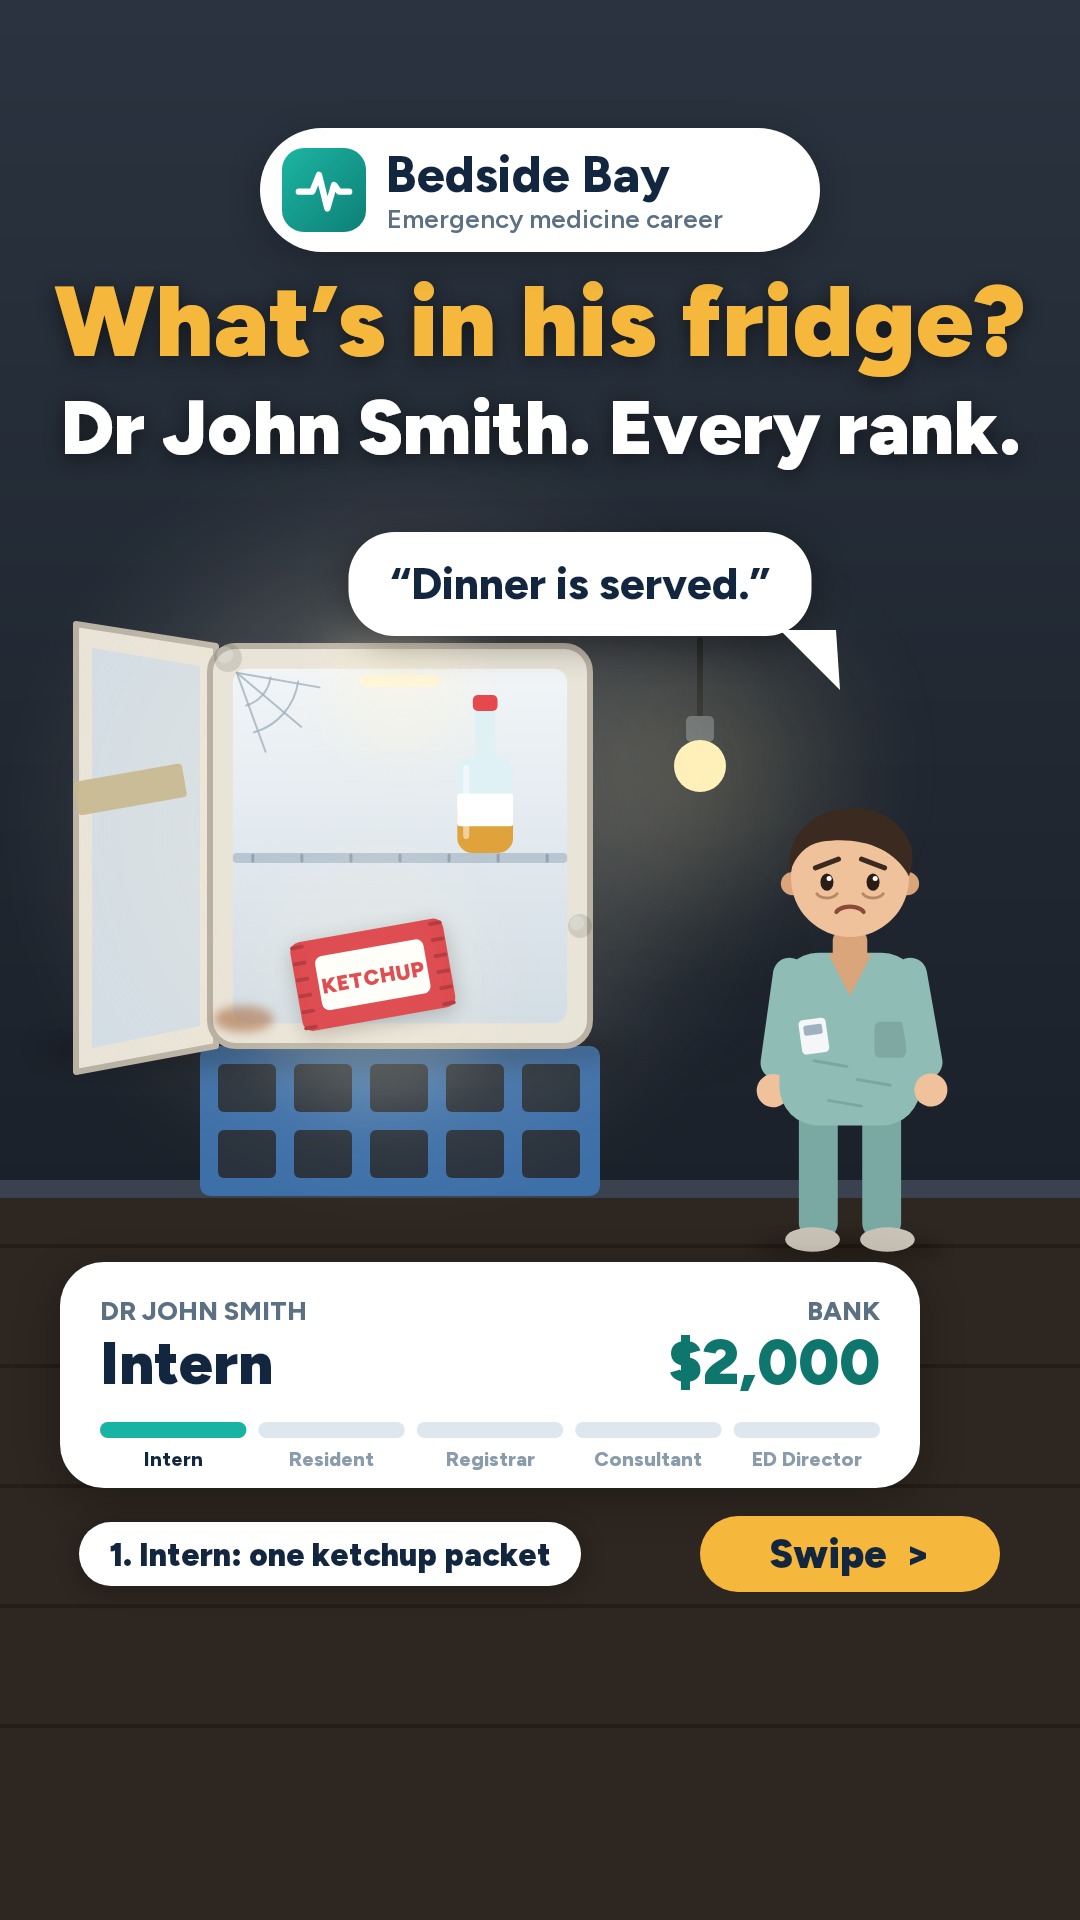 Bedside Bay
Emergency medicine career
What’s in his fridge?
Dr John Smith. Every rank.
“Dinner is served.”
KETCHUP
DR JOHN SMITH
BANK
Intern
$2,000
Intern
Resident
Registrar
Consultant
ED Director
1. Intern: one ketchup packet
Swipe >